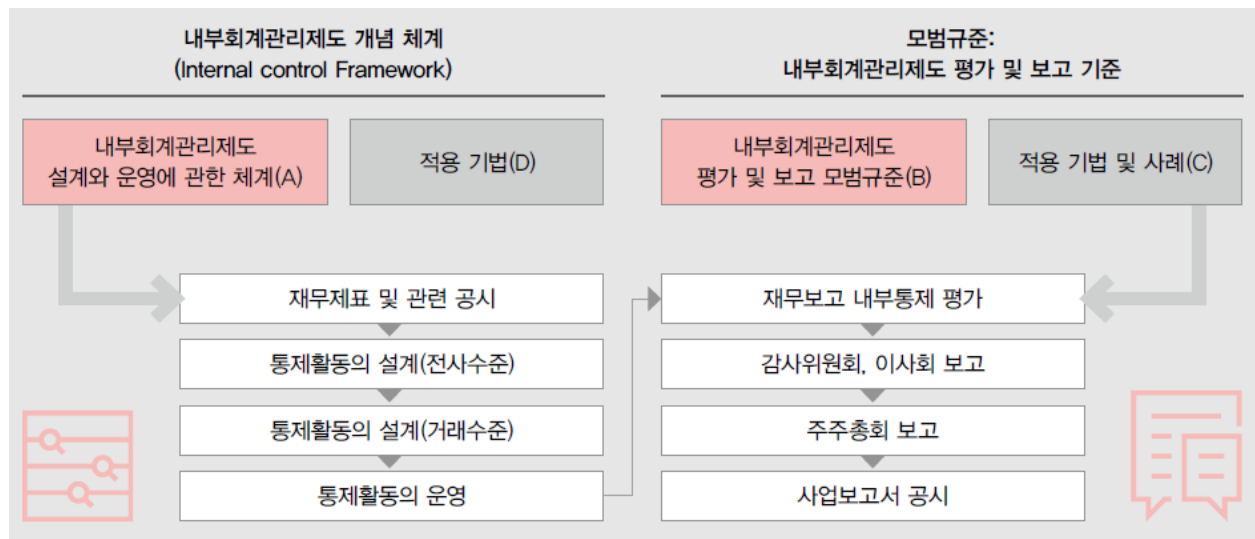 내부회계관리제도 개념 체계
(Internal control Framework)
모범규준:
내부회계관리제도 평가 및 보고 기준
내부회계관리제도
설계와 운영에 관한 체계(A)
적용 기법(D)
내부회계관리제도
평가 및 보고 모범규준(B)
적용 기법 및 사례(C)
재무제표 및 관련 공시
통제활동의 설계(전사수준)
통제활동의 설계(거래수준)
통제활동의 운영
재무보고 내부통제 평가
감사위원회, 이사회 보고
주주총회 보고
사업보고서 공시